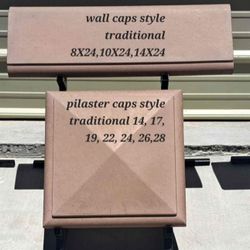 wall caps style
traditional
8X24,10X24,14X24
pilaster caps style
traditional 14, 17,
19, 22, 24, 26,28